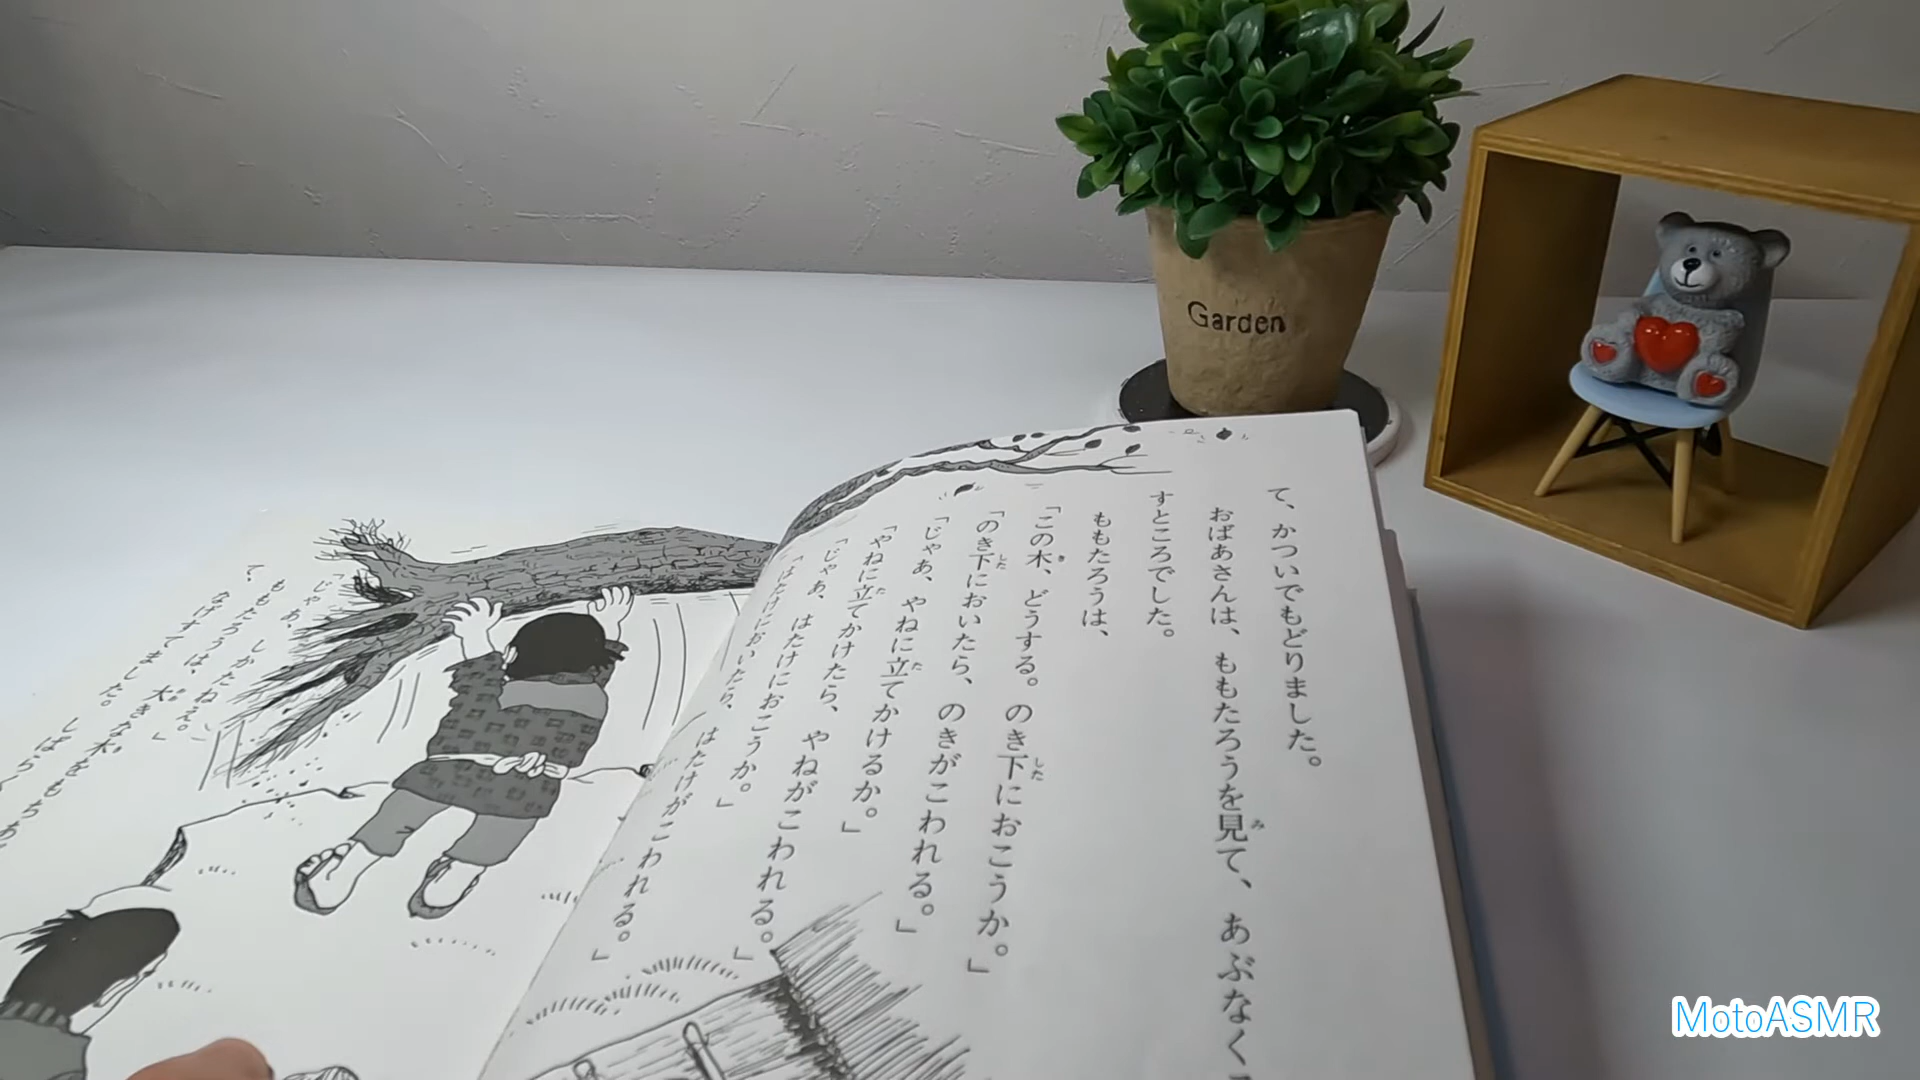 て、かついでもどりました。
おばあさんは、ももたろうを見て、あぶなく
すところでした。
ももたろうは、
「この木、どうする。のき下におこうか。」
「のき下においたら、のきがこわれる。」
「じゃあ、やねに立てかけるか。」
「やねに立てかけたら、やねがこわれる。」
「じゃあ、はたけにおこうか。」
「はたけにおいたら、はたけがこわれる。」
「じゃあ、しかたねえ。」
ももたろうは、大きな木をもちあ
て、なげすてました。
しばらく
Garden
MotoASMR